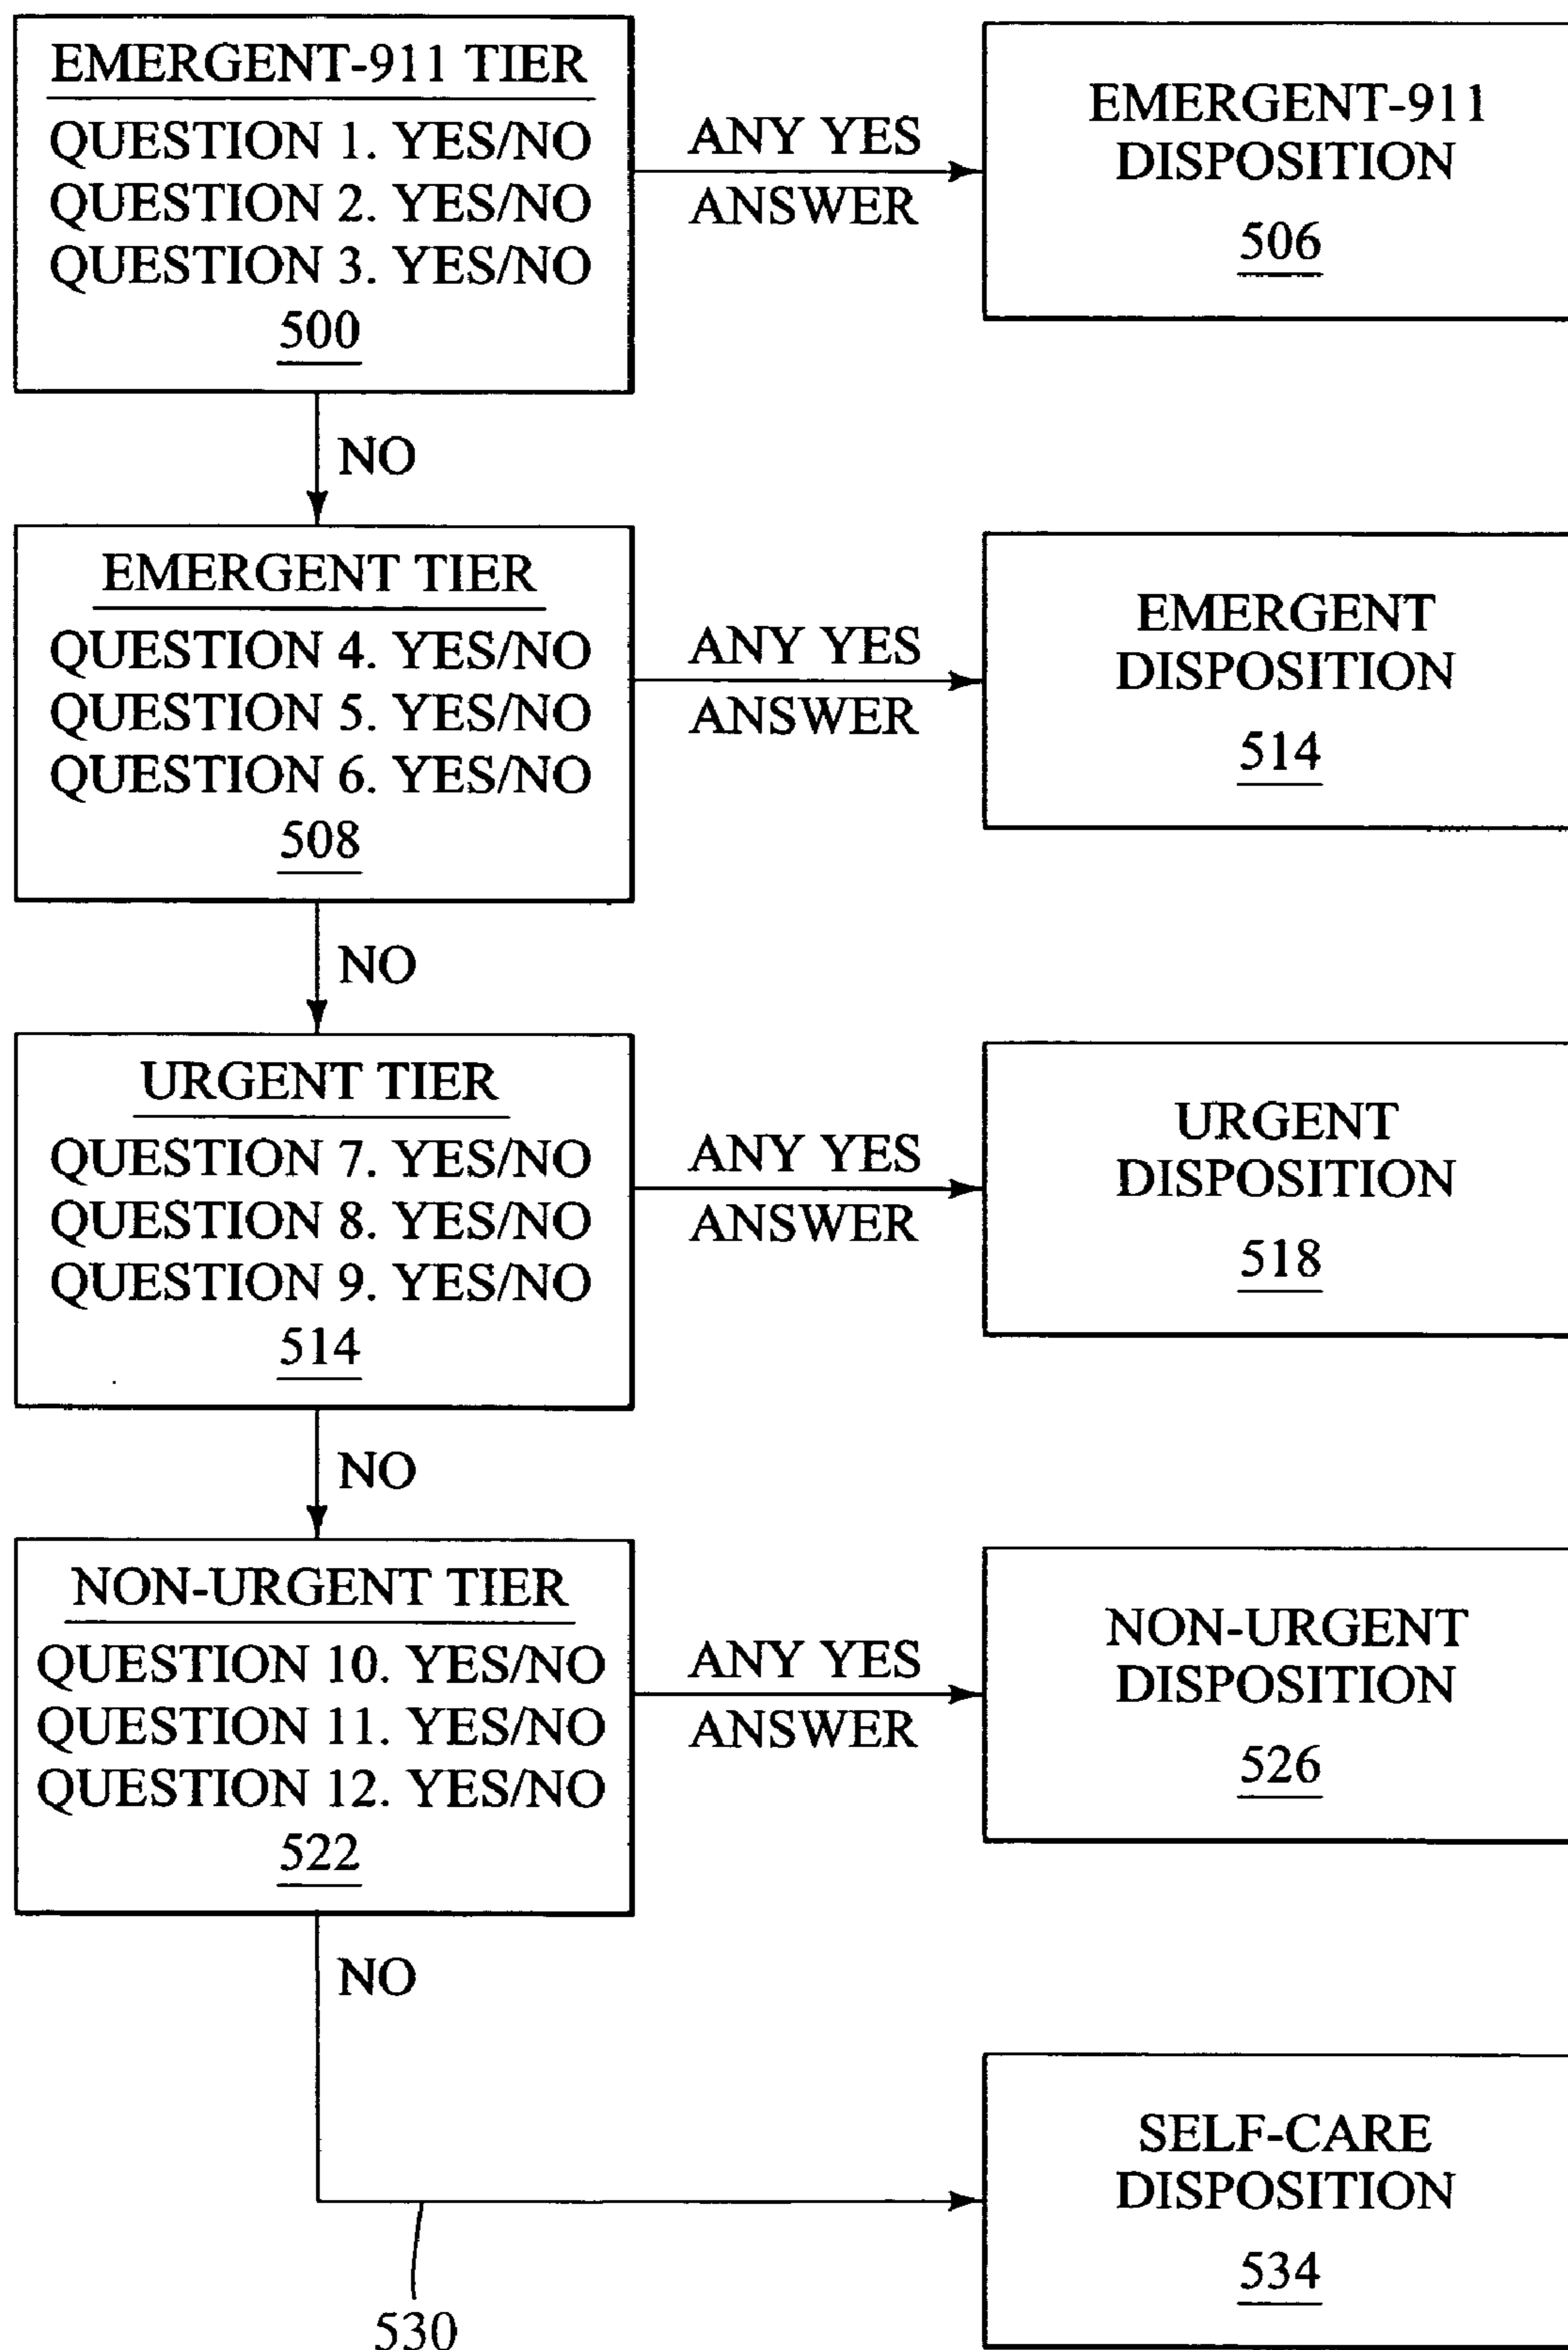 EMERGENT-911 TIER
QUESTION 1. YES/NO
QUESTION 2. YES/NO
QUESTION 3. YES/NO
500
ANY YES
ANSWER
EMERGENT-911
DISPOSITION
506
NO
EMERGENT TIER
QUESTION 4. YES/NO
QUESTION 5. YES/NO
QUESTION 6. YES/NO
508
ANY YES
ANSWER
EMERGENT
DISPOSITION
514
NO
URGENT TIER
QUESTION 7. YES/NO
QUESTION 8. YES/NO
QUESTION 9. YES/NO
514
ANY YES
ANSWER
URGENT
DISPOSITION
518
NO
NON-URGENT TIER
QUESTION 10. YES/NO
QUESTION 11. YES/NO
QUESTION 12. YES/NO
522
ANY YES
ANSWER
NON-URGENT
DISPOSITION
526
NO
SELF-CARE
DISPOSITION
534
530